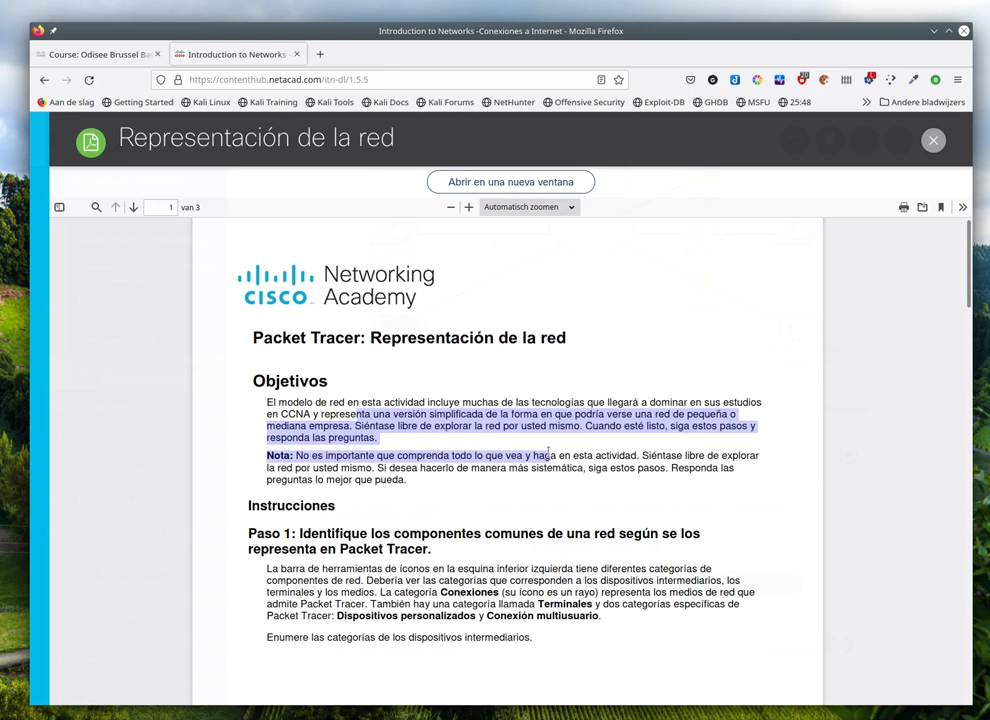 Introduction to Networks -Conexiones a Internet - Mozilla Firefox
Course: Odisee Brussel Ba
Introduction to Networks -
https://contenthub.netacad.com/itn-dl/1.5.5
Aan de slag
Getting Started
Kali Linux
Kali Training
Kali Tools
Kali Docs
Kali Forums
NetHunter
Offensive Security
Exploit-DB
GHDB
MSFU
25:48
Andere bladwijzers
Representación de la red
Abrir en una nueva ventana
1 van 3
Automatisch zoomen
CISCO
Networking
Academy
Packet Tracer: Representación de la red
Objetivos
El modelo de red en esta actividad incluye muchas de las tecnologías que llegará a dominar en sus estudios
en CCNA y representa una versión simplificada de la forma en que podría verse una red de pequeña o
mediana empresa. Siéntase libre de explorar la red por usted mismo. Cuando esté listo, siga estos pasos y
responda las preguntas.
Nota: No es importante que comprenda todo lo que vea y haga en esta actividad. Siéntase libre de explorar
la red por usted mismo. Si desea hacerlo de manera más sistemática, siga estos pasos. Responda las
preguntas lo mejor que pueda.
Instrucciones
Paso 1: Identifique los componentes comunes de una red según se los
representa en Packet Tracer.
La barra de herramientas de íconos en la esquina inferior izquierda tiene diferentes categorías de
componentes de red. Debería ver las categorías que corresponden a los dispositivos intermediarios, los
terminales y los medios. La categoría Conexiones (su ícono es un rayo) representa los medios de red que
admite Packet Tracer. También hay una categoría llamada Terminales y dos categorías específicas de
Packet Tracer: Dispositivos personalizados y Conexión multiusuario.
Enumere las categorías de los dispositivos intermediarios.